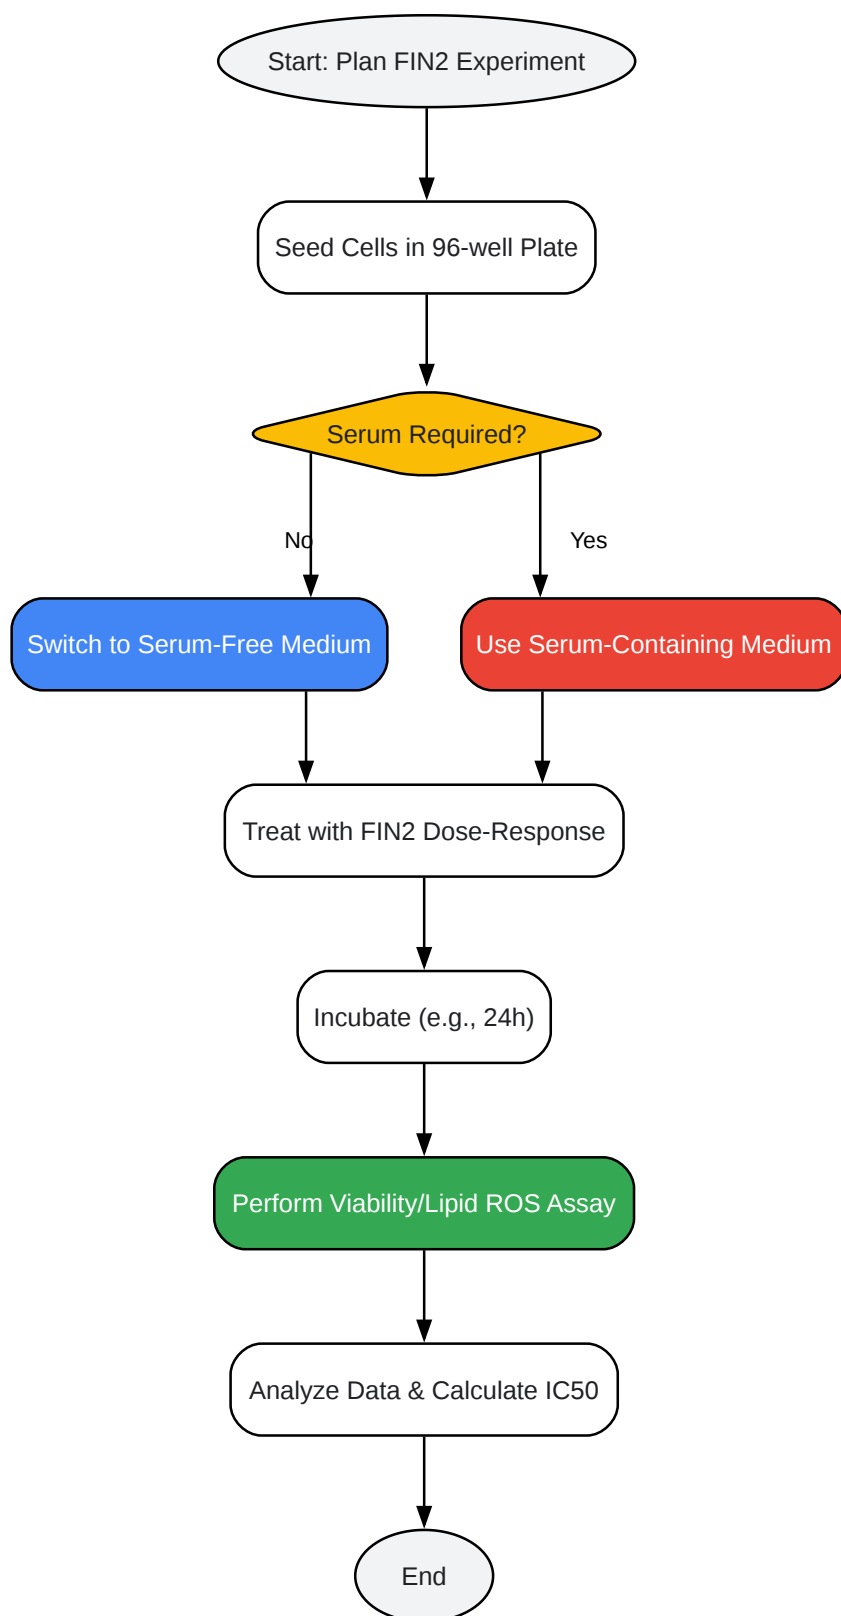 Start: Plan FIN2 Experiment
Seed Cells in 96-well Plate
Serum Required?
No
Yes
Switch to Serum-Free Medium
Use Serum-Containing Medium
Treat with FIN2 Dose-Response
Incubate (e.g., 24h)
Perform Viability/Lipid ROS Assay
Analyze Data & Calculate IC50
End